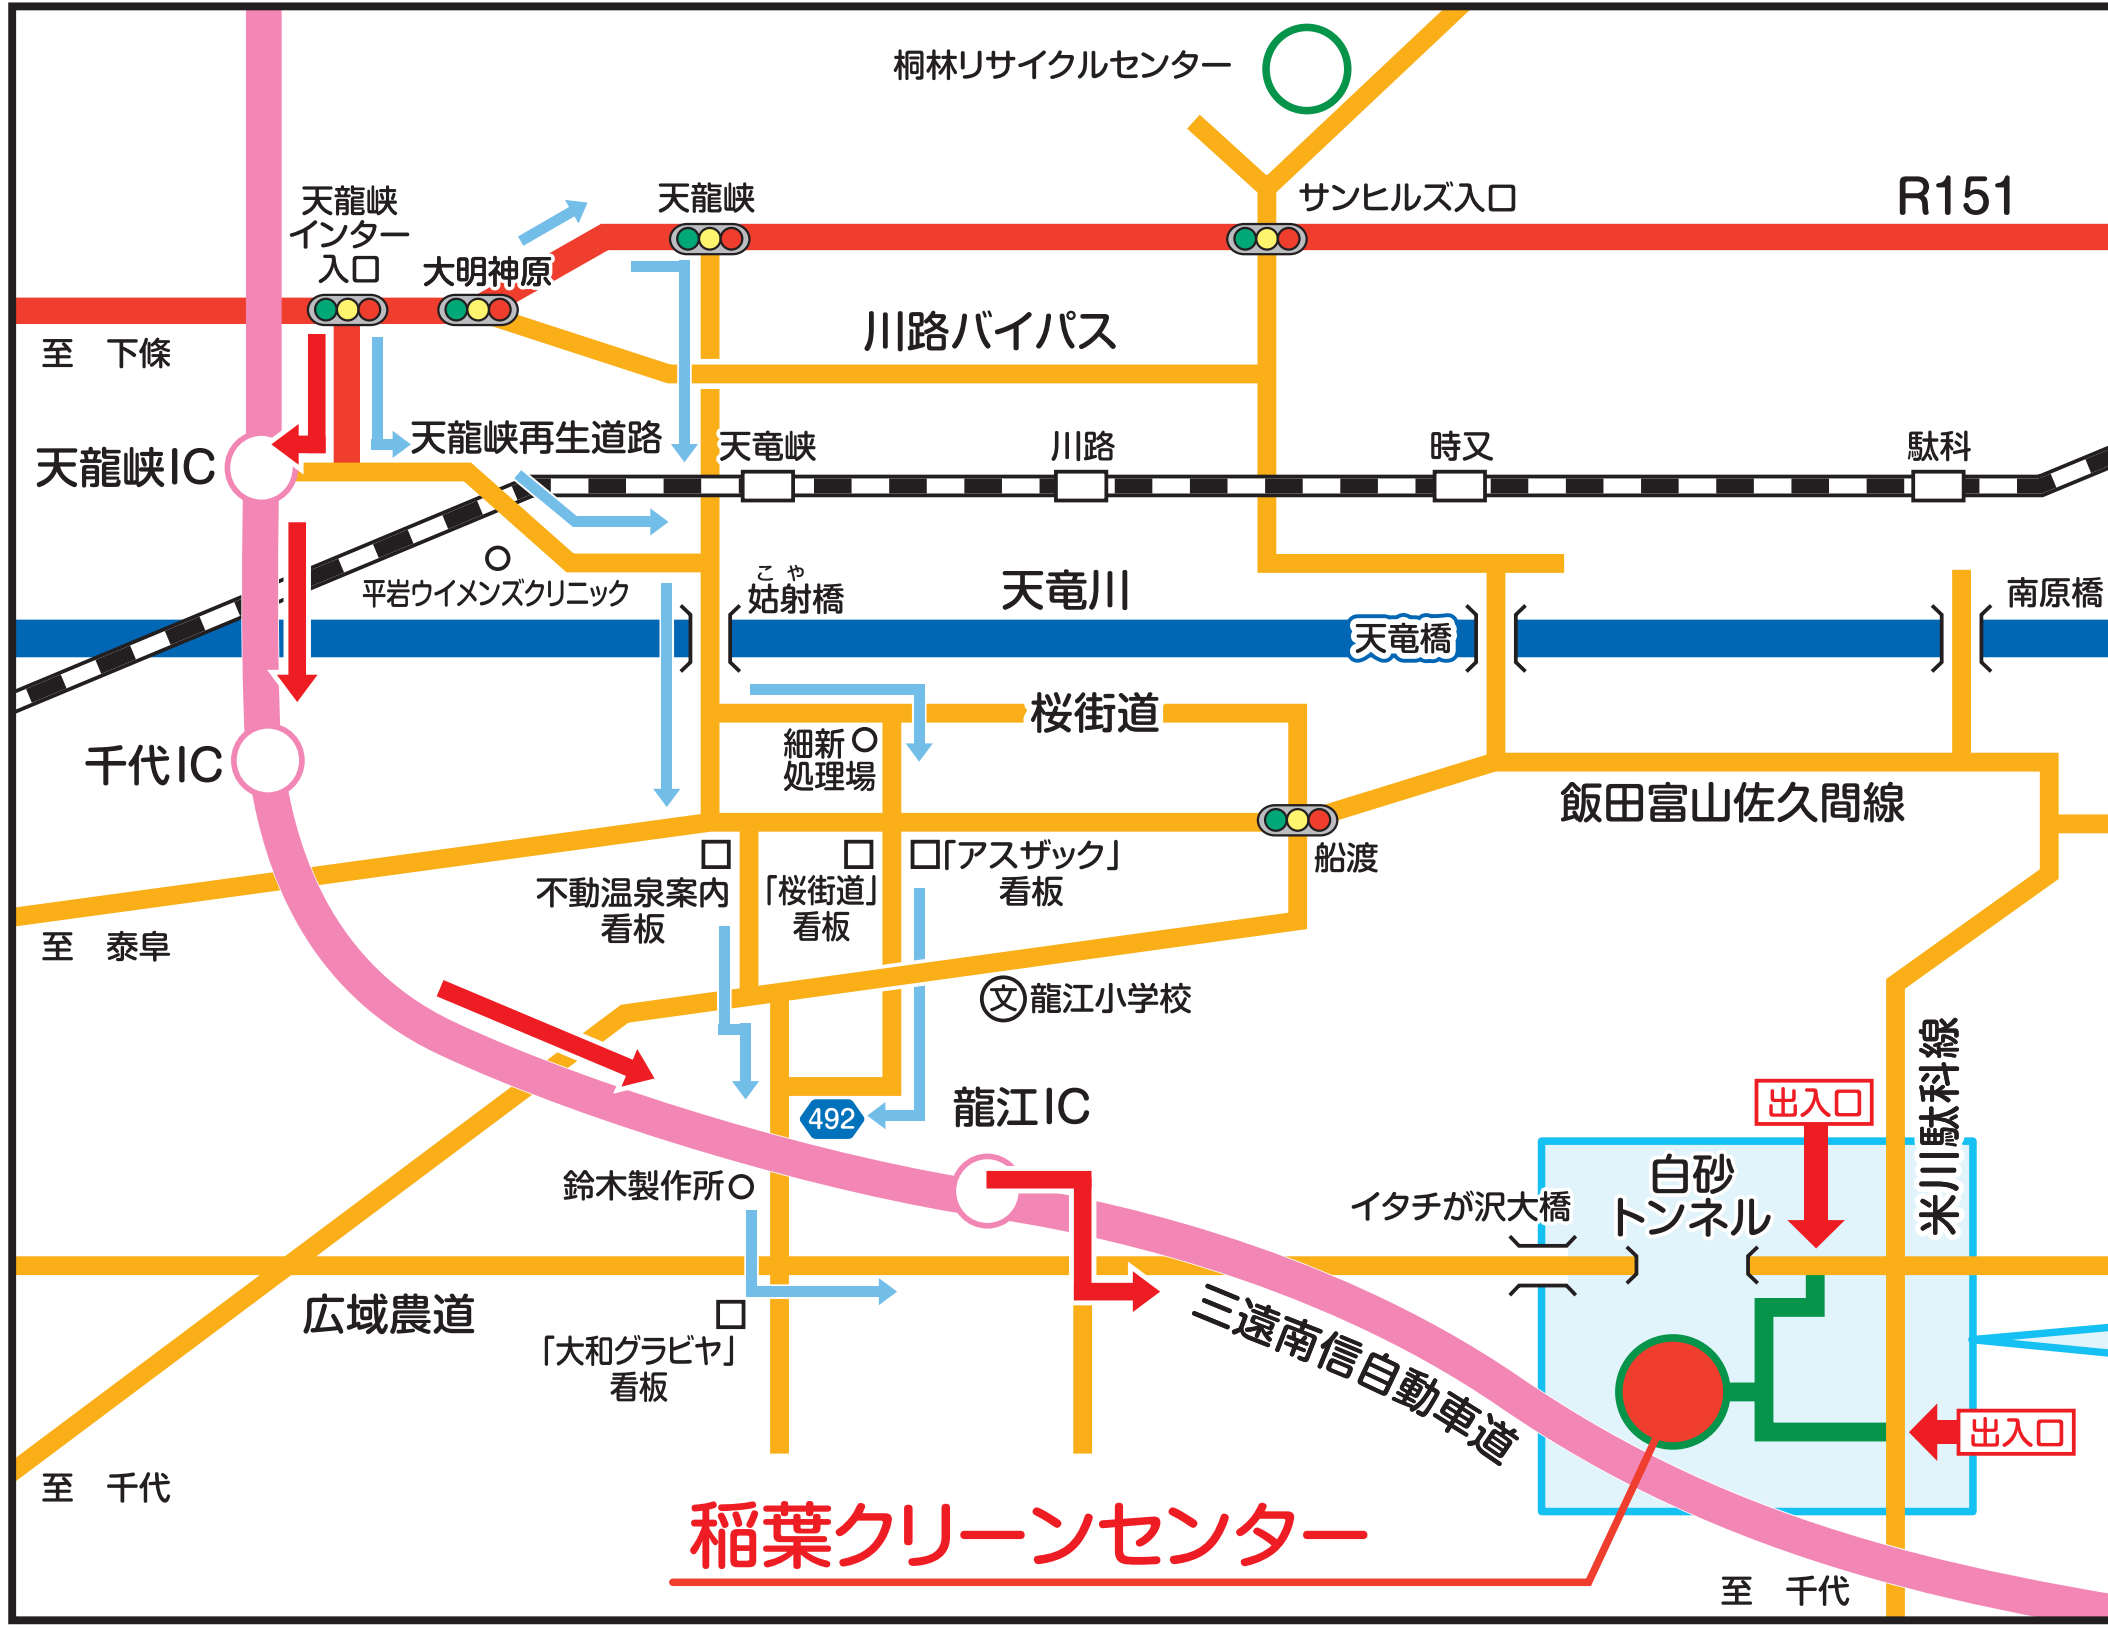 桐林リサイクルセンター
天龍峡
インター
入口
大明神原
天龍峡
サンヒルズ入口
R151
至 下條
川路バイパス
天龍峡IC
天龍峡再生道路
天竜峡
川路
時又
駄科
平岩ウイメンズクリニック
こや
姑射橋
天竜川
天竜橋
南原橋
千代IC
桜街道
細新
処理場
飯田富山佐久間線
船渡
不動温泉案内
看板
「桜街道」
看板
「アスザック」
看板
至 泰阜
文
龍江小学校
492
龍江IC
米川駄科線
出入口
白砂
トンネル
鈴木製作所
イタチが沢大橋
広域農道
「大和グラビヤ」
看板
三遠南信自動車道
出入口
至 千代
稲葉クリーンセンター
至 千代